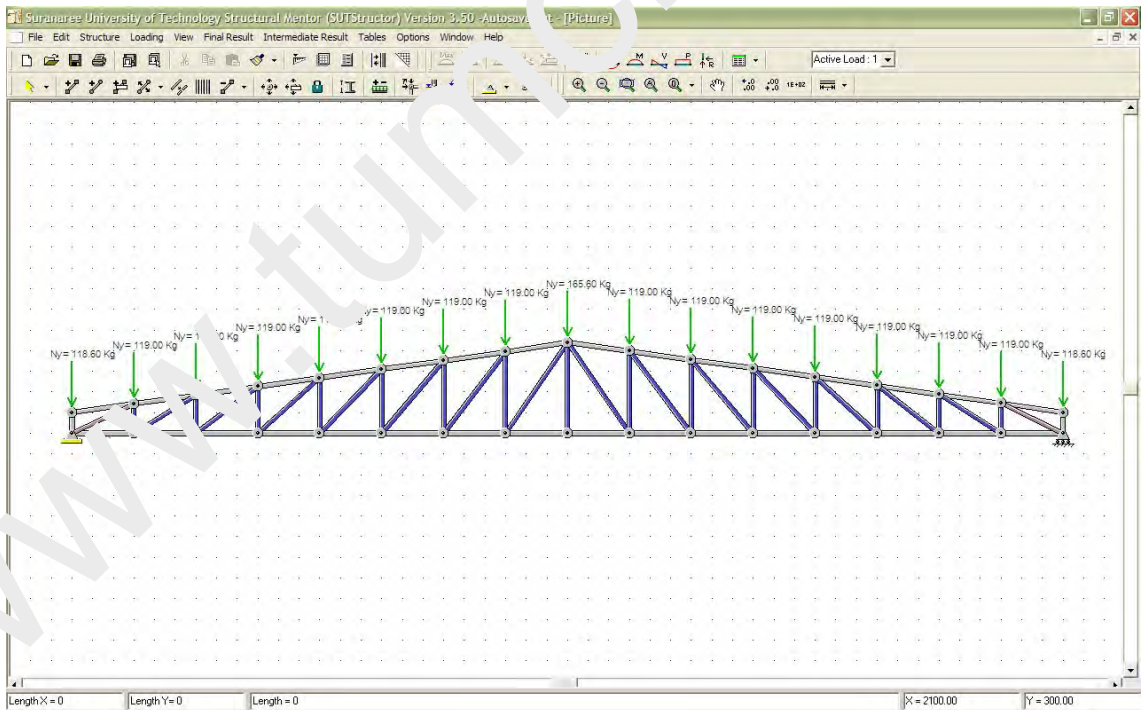 Suranaree University of Technology Structural Mentor (SUTStructor) Version 3.50 -Autosave [Picture]
File Edit Structure Loading View Final Result Intermediate Result Tables Options Window Help
Active Load : 1
Ny= 165.60 Kg
Ny= 119.00 Kg Ny= 119.00 Kg
Ny= 119.00 Kg Ny= 119.00 Kg
Ny= 119.00 Kg Ny= 119.00 Kg
Ny= Ny= 119.00 Kg
Ny= 119.00 Kg Ny= 119.00 Kg
Ny= Kg Ny= 119.00 Kg
Ny= 119.00 Kg Ny= 119.00 Kg
Ny= 118.60 Kg Ny= 118.60 Kg
Length X = 0 Length Y= 0 Length = 0 X = 2100.00 Y = 300.00